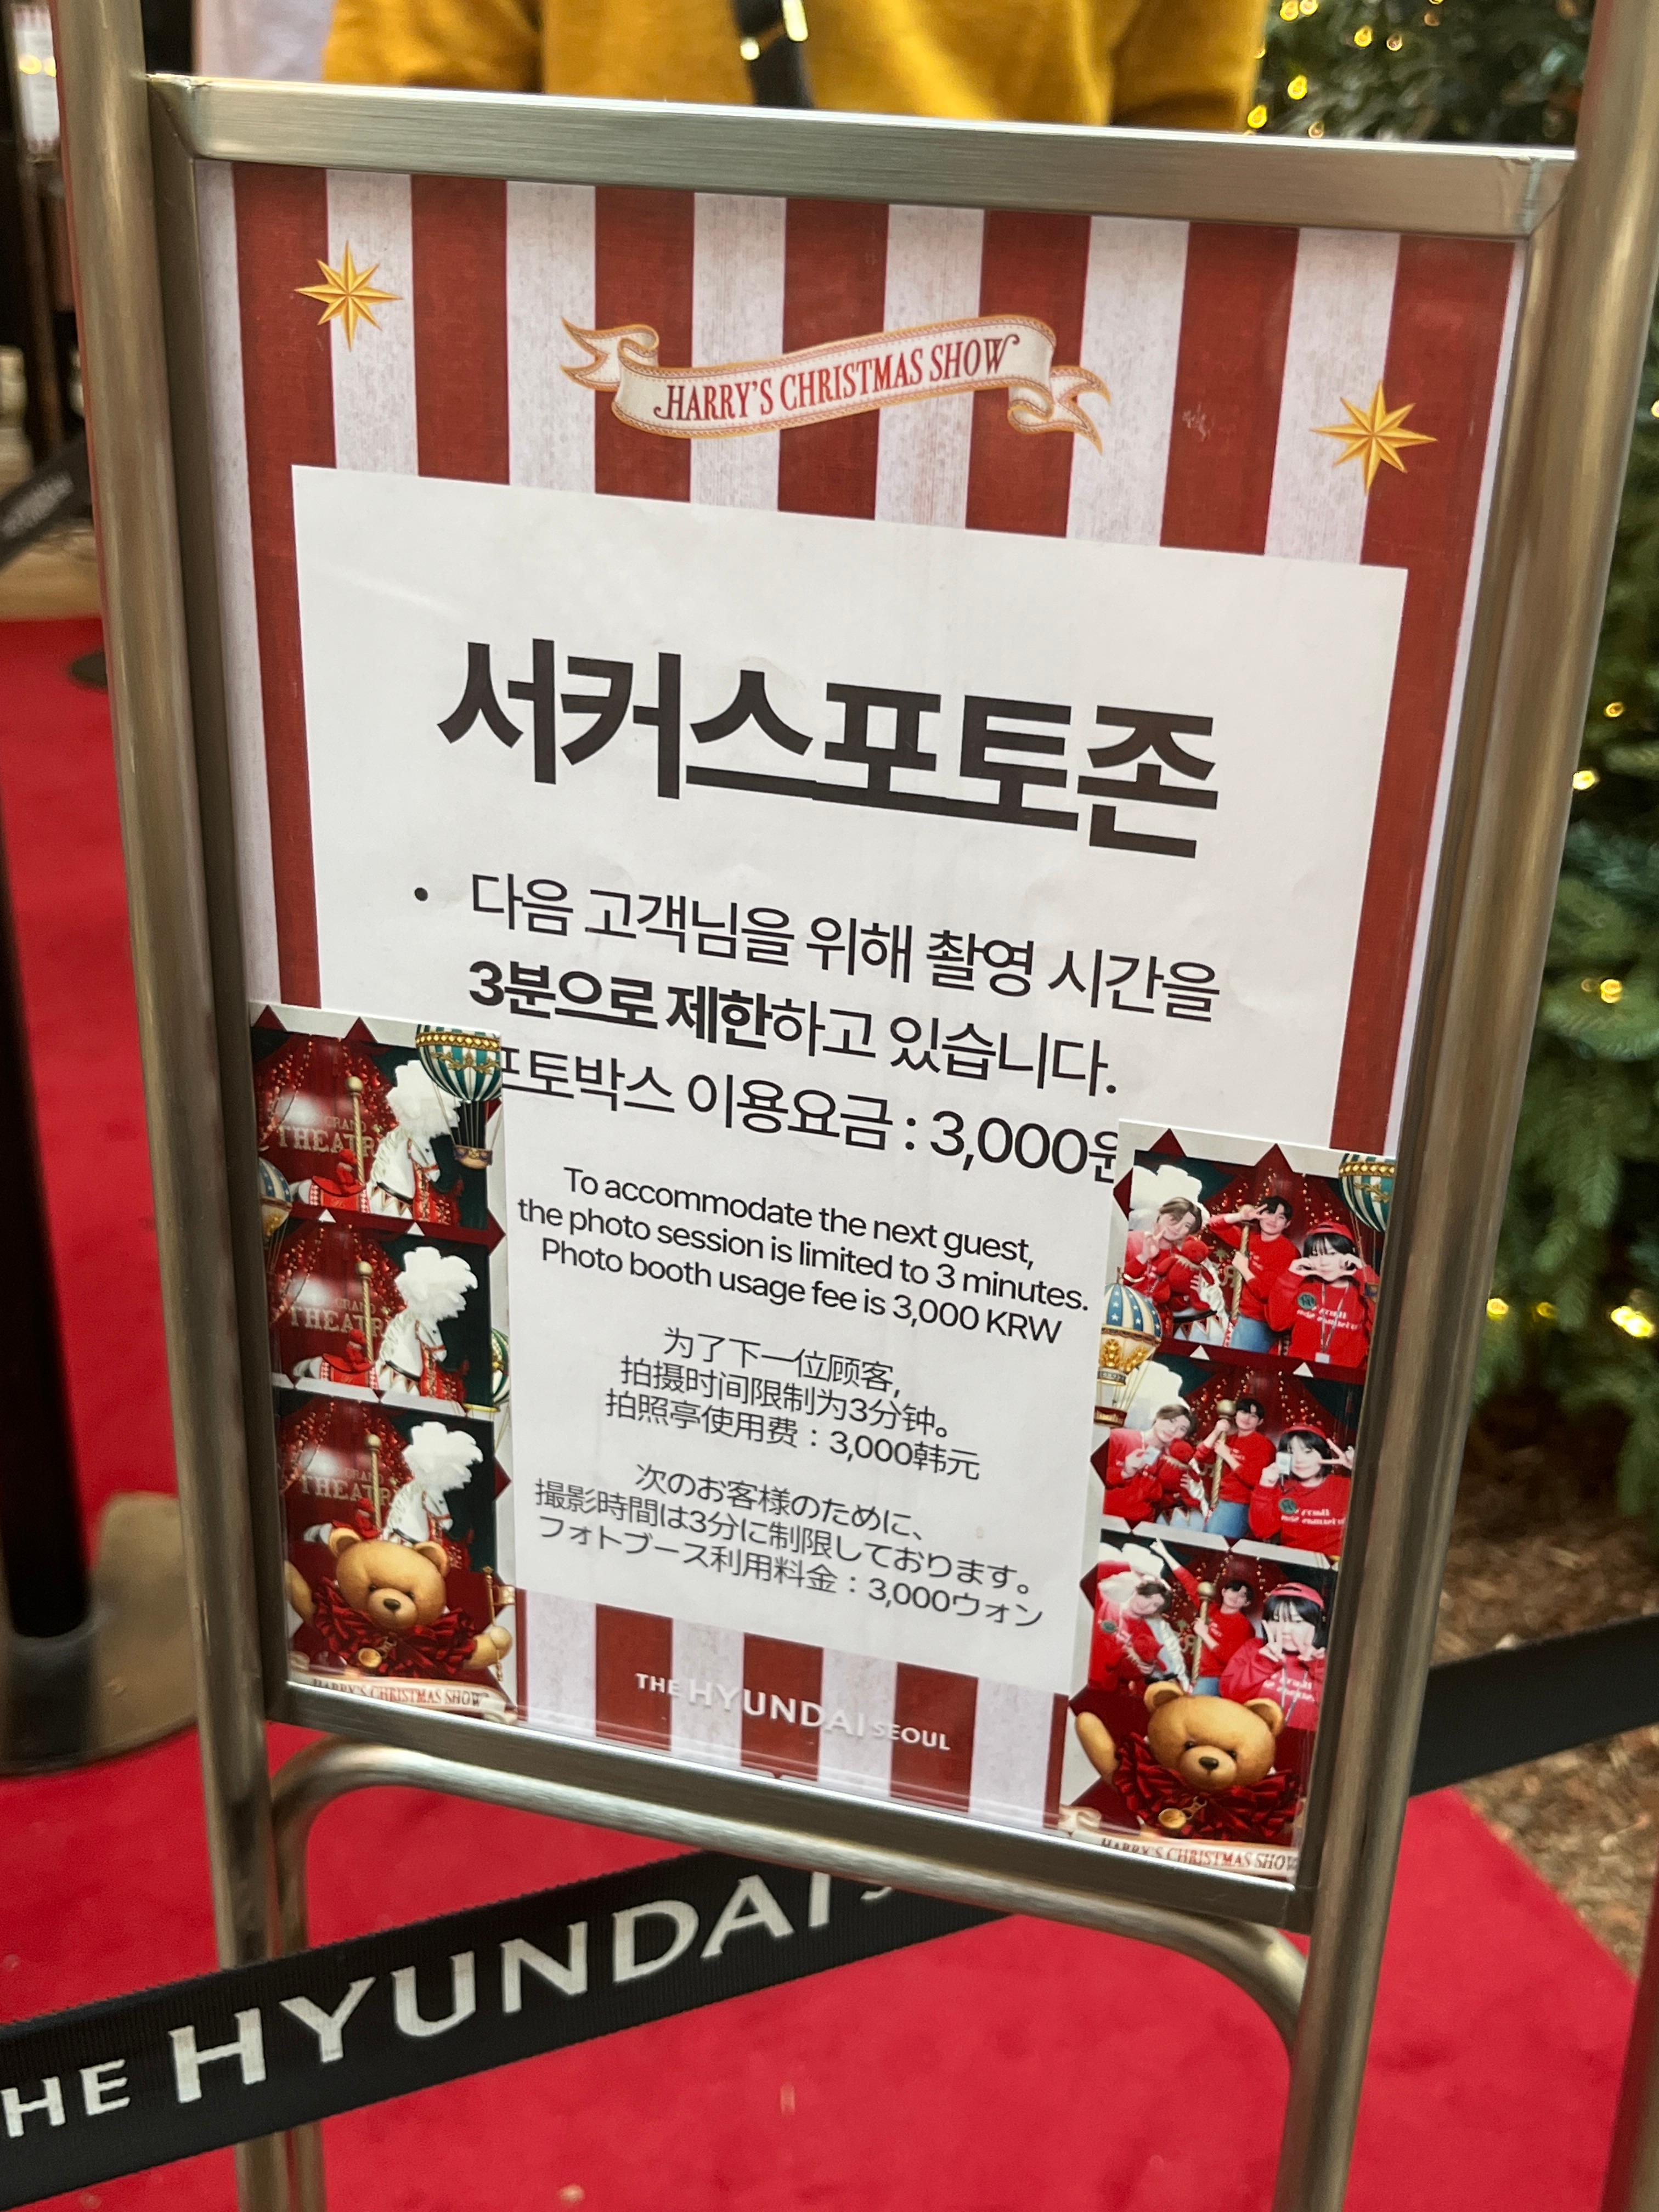 HARRY'S CHRISTMAS SHOW
서커스포토존
• 다음 고객님을 위해 촬영 시간을
3분으로 제한하고 있습니다.
포토박스 이용요금 : 3,000원
To accommodate the next guest,
the photo session is limited to 3 minutes.
Photo booth usage fee is 3,000 KRW
为了下一位顾客,
拍摄时间限制为3分钟。
拍照亭使用费：3,000韩元
次のお客様のために、
撮影時間は3分に制限しております。
フォトブース利用料金：3,000ウォン
GRAND
THEATRE
GRAND
THEATRE
GRAND
THEATRE
HARRY'S CHRISTMAS SHOW
HARRY'S CHRISTMAS SHOW
THE HYUNDAI SEOUL
THE HYUNDAI